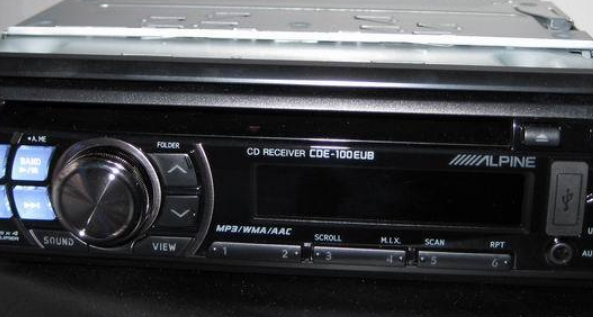 A.ME
FOLDER
BAND
CD RECEIVER CDE-100EUB
ALPINE
MP3/WMA/AAC
SOUND
VIEW
SCROLL
M.I.X.
SCAN
RPT
1
2
3
4
5
6